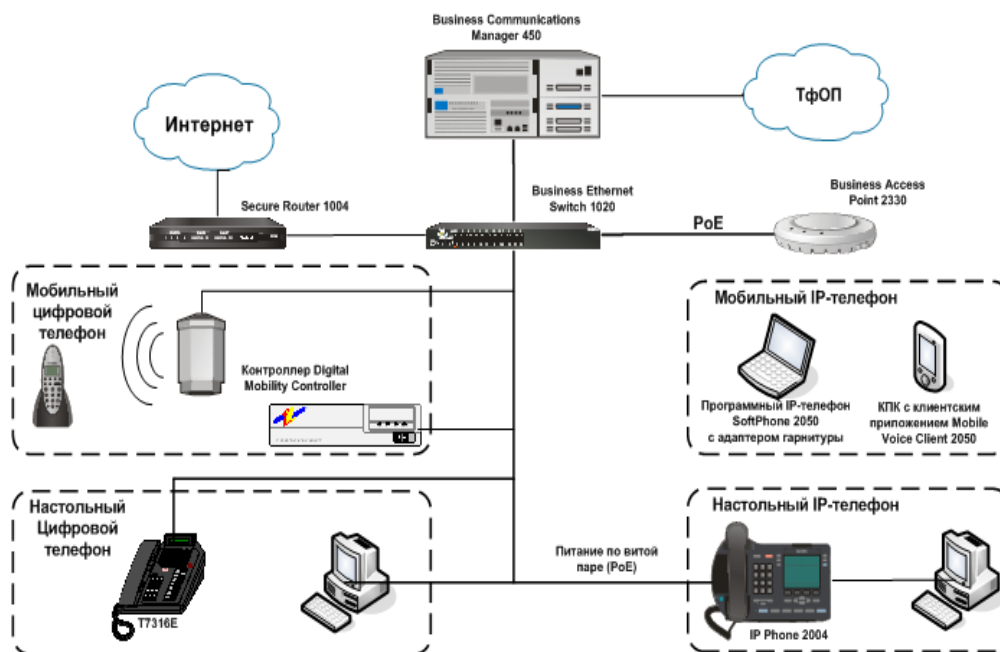 Business Communications
Manager 450
Интернет
ТфОП
Secure Router 1004
Business Ethernet
Switch 1020
PoE
Business Access
Point 2330
Мобильный
цифровой
телефон
Контроллер Digital
Mobility Controller
Мобильный IP-телефон
Программный IP-телефон
SoftPhone 2050
с адаптером гарнитуры
КПК с клиентским
приложением Mobile
Voice Client 2050
Настольный
Цифровой
телефон
T7316E
Питание по витой
паре (PoE)
Настольный IP-телефон
IP Phone 2004